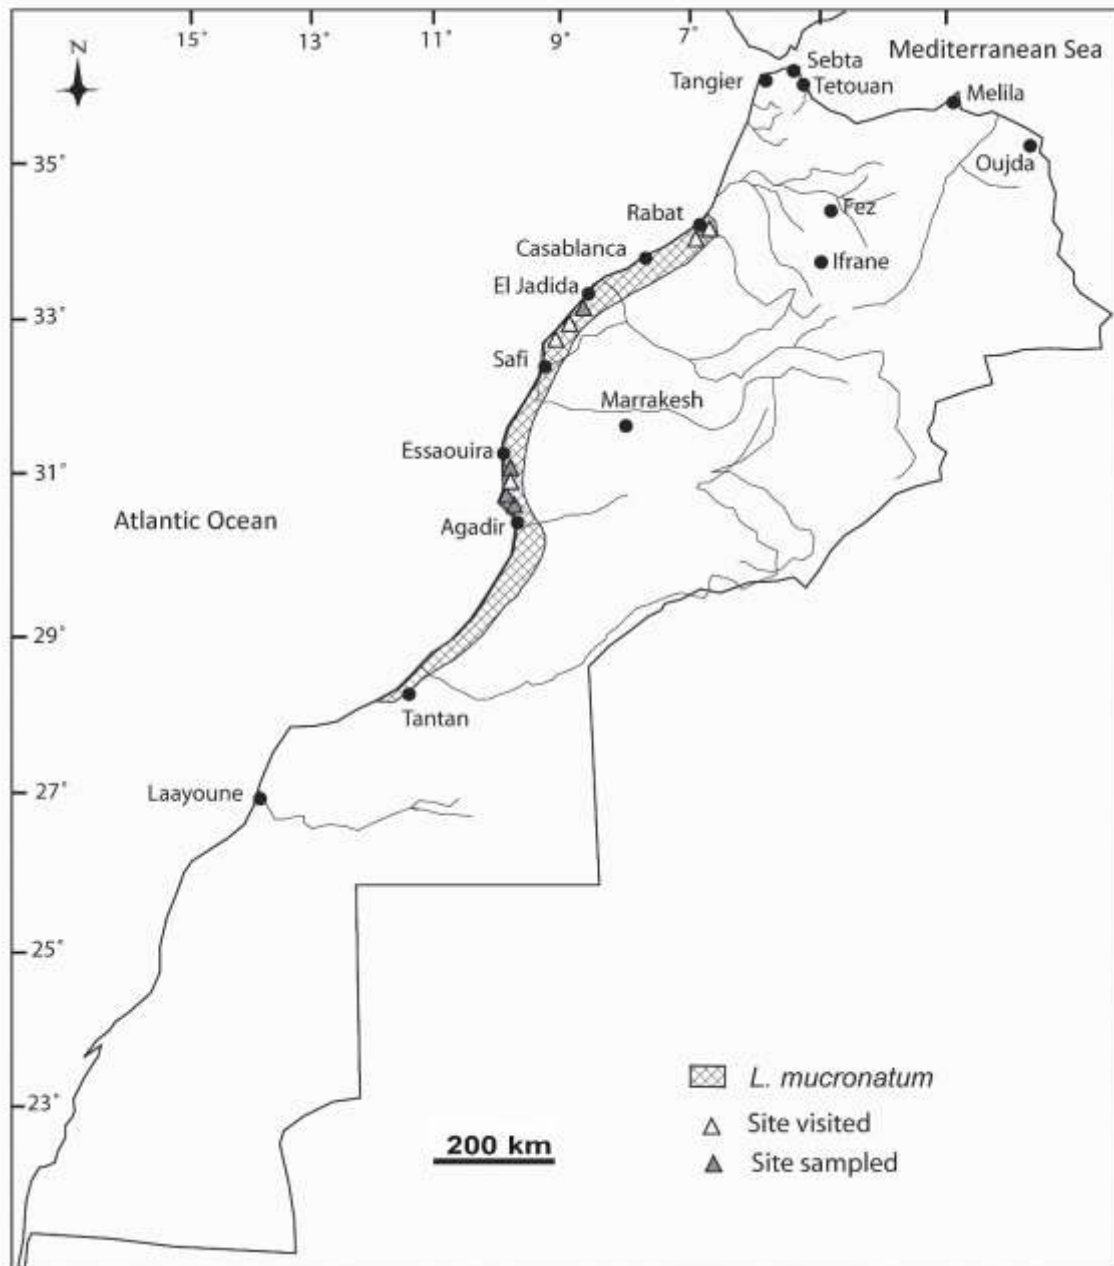 15˚ 13˚ 11˚ 9˚ 7˚
N
Mediterranean Sea
Sebta
Tangier
Tetouan
Melila
Oujda
35˚
Rabat
Fez
Casablanca
Ifrane
El Jadida
33˚
Safi
Marrakesh
Essaouira
31˚
Atlantic Ocean
Agadir
29˚
Tantan
27˚
Laayoune
25˚
23˚
L. mucronatum
Site visited
Site sampled
200 km